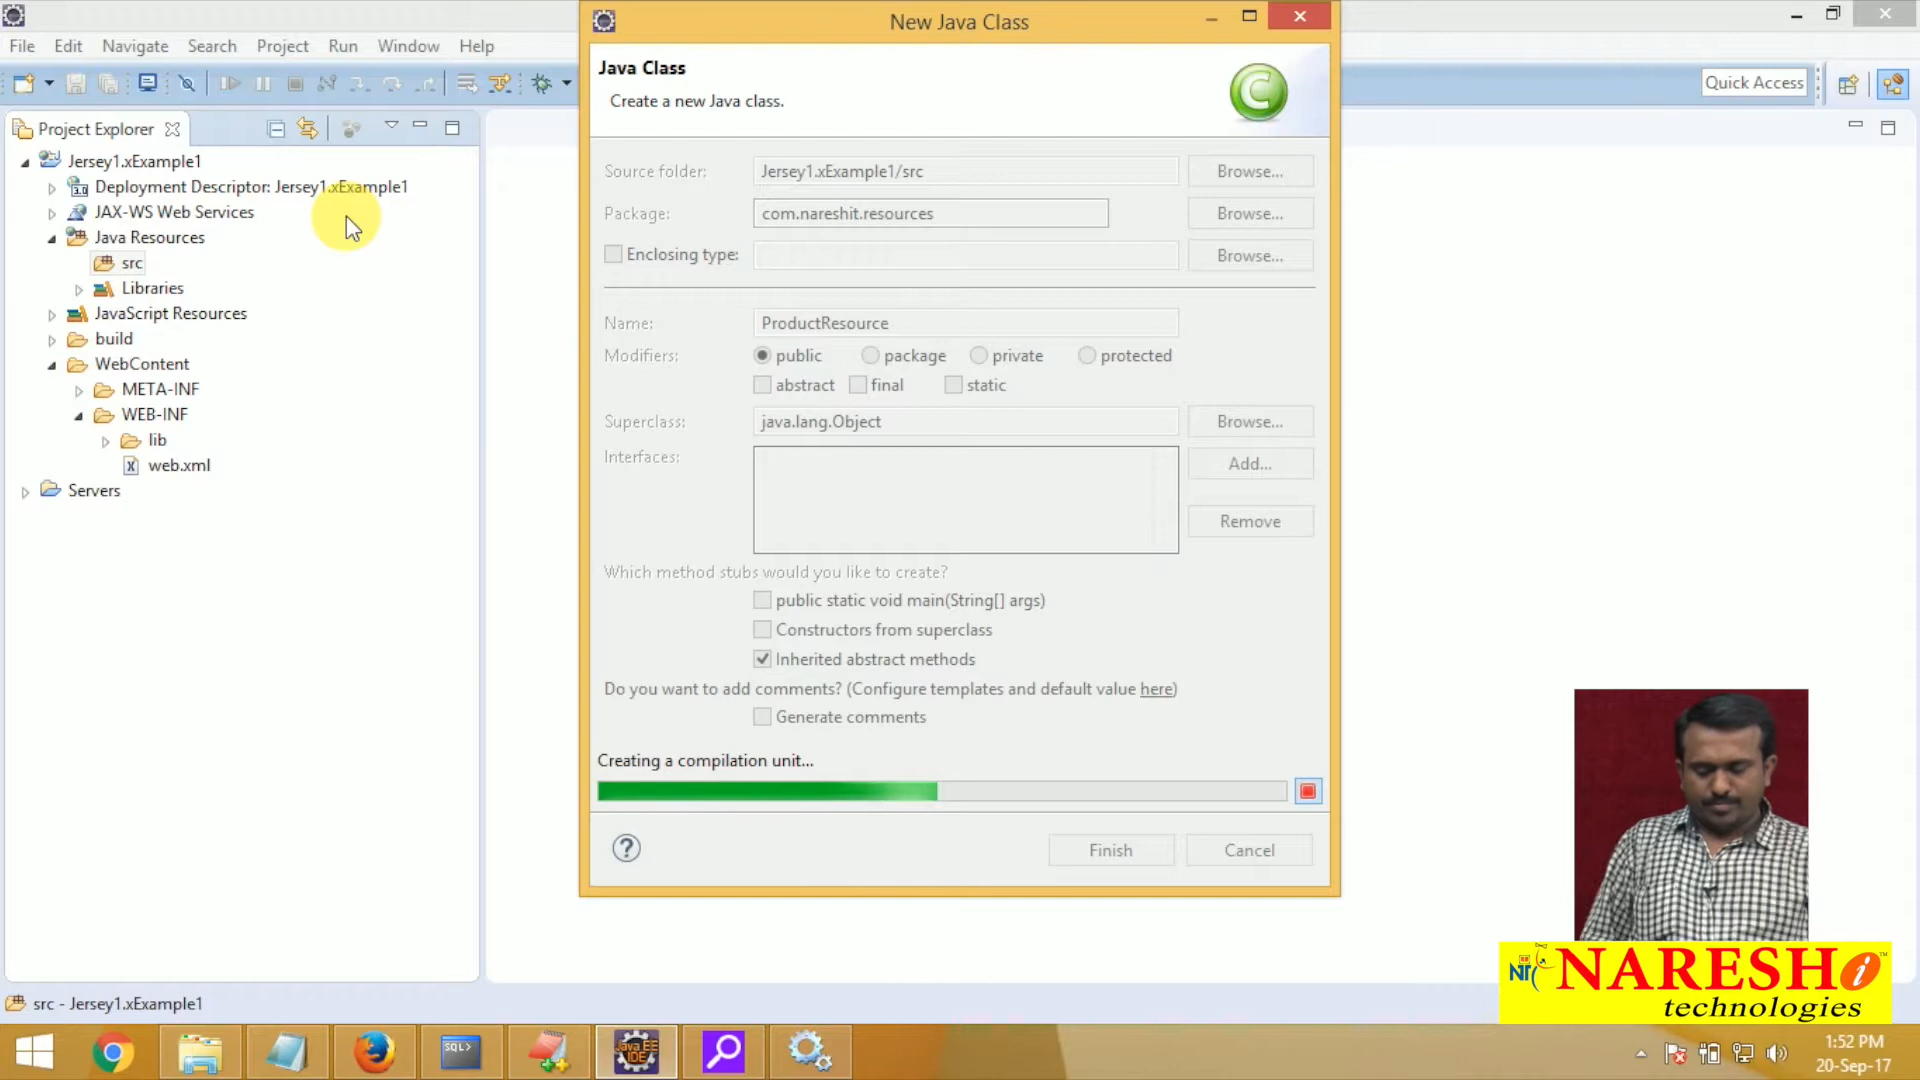 New Java Class
File Edit Navigate Search Project Run Window Help
Quick Access
Java Class
Create a new Java class.
Project Explorer
Jersey1.xExample1
Deployment Descriptor: Jersey1.xExample1
JAX-WS Web Services
Java Resources
src
Libraries
JavaScript Resources
build
WebContent
META-INF
WEB-INF
lib
web.xml
Servers
Source folder: Jersey1.xExample1/src Browse...
Package: com.nareshit.resources Browse...
Enclosing type: Browse...
Name: ProductResource
Modifiers: public package private protected
abstract final static
Superclass: java.lang.Object Browse...
Interfaces: Add...
Remove
Which method stubs would you like to create?
public static void main(String[] args)
Constructors from superclass
Inherited abstract methods
Do you want to add comments? (Configure templates and default value here)
Generate comments
Creating a compilation unit...
Finish Cancel
src - Jersey1.xExample1
NARESH i
technologies
SQL>
Java EE
IDE
1:52 PM
20-Sep-17